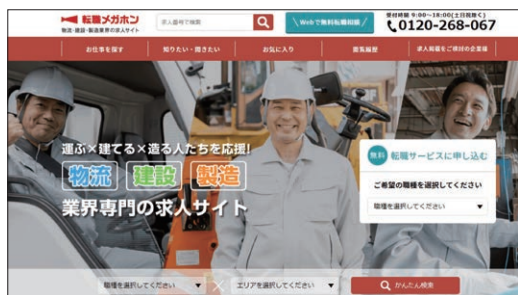 転職メガホン
物流・建設・製造業界の求人サイト
求人番号で検索
Webで無料転職相談
受付時間 9:00~18:00(土日祝除く)
0120-268-067
お仕事を探す
知りたい・聞きたい
お気に入り
閲覧履歴
求人掲載をご検討の企業様
運ぶ×建てる×造る人たちを応援!
物流 建設 製造
業界専門の求人サイト
無料 転職サービスに申し込む
ご希望の職種を選択してください
職種を選択してください ▼
職種を選択してください ▼ × エリアを選択してください ▼
かんたん検索